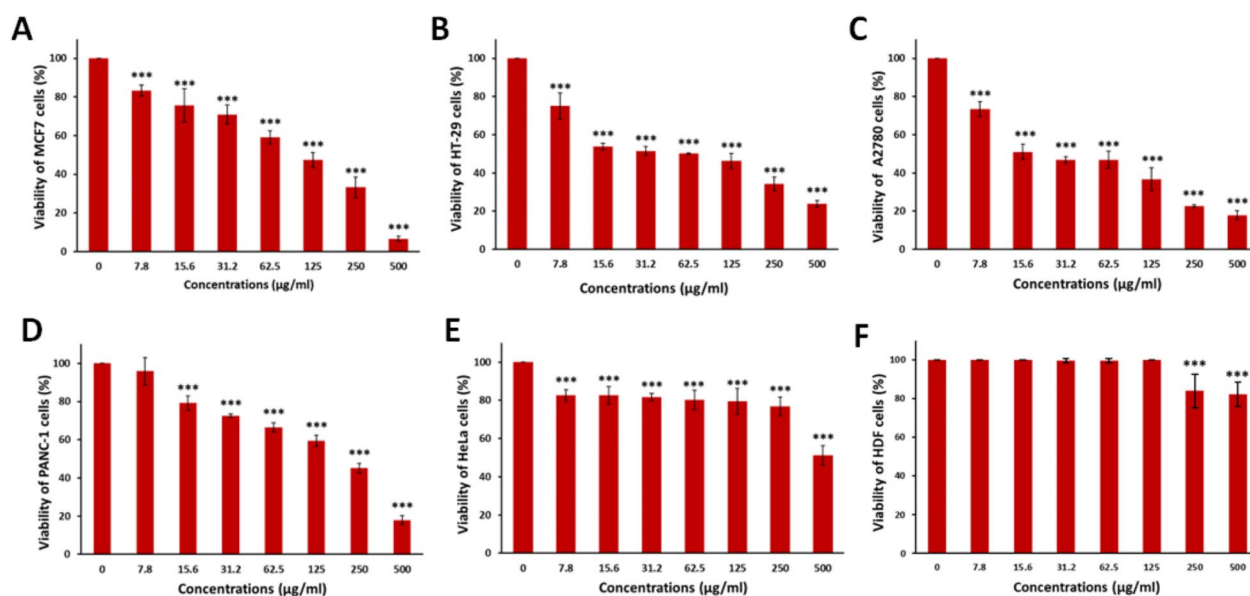 A
Viability of MCF7 cells (%)
100
80
60
40
20
0
*** *** *** *** *** *** ***
0 7.8 15.6 31.2 62.5 125 250 500
Concentrations (µg/ml)
B
Viability of HT-29 cells (%)
100
80
60
40
20
0
*** *** *** *** *** *** ***
0 7.8 15.6 31.2 62.5 125 250 500
Concentrations (µg/ml)
C
Viability of A2780 cells (%)
100
80
60
40
20
0
*** *** *** *** *** *** ***
0 7.8 15.6 31.2 62.5 125 250 500
Concentrations (µg/ml)
D
Viability of PANC-1 cells (%)
100
80
60
40
20
0
*** *** *** *** *** ***
0 7.8 15.6 31.2 62.5 125 250 500
Concentrations (µg/ml)
E
Viability of HeLa cells (%)
100
80
60
40
20
0
*** *** *** *** *** *** ***
0 7.8 15.6 31.2 62.5 125 250 500
Concentrations (µg/ml)
F
Viability of HDF cells (%)
100
80
60
40
20
0
*** ***
0 7.8 15.6 31.2 62.5 125 250 500
Concentrations (µg/ml)